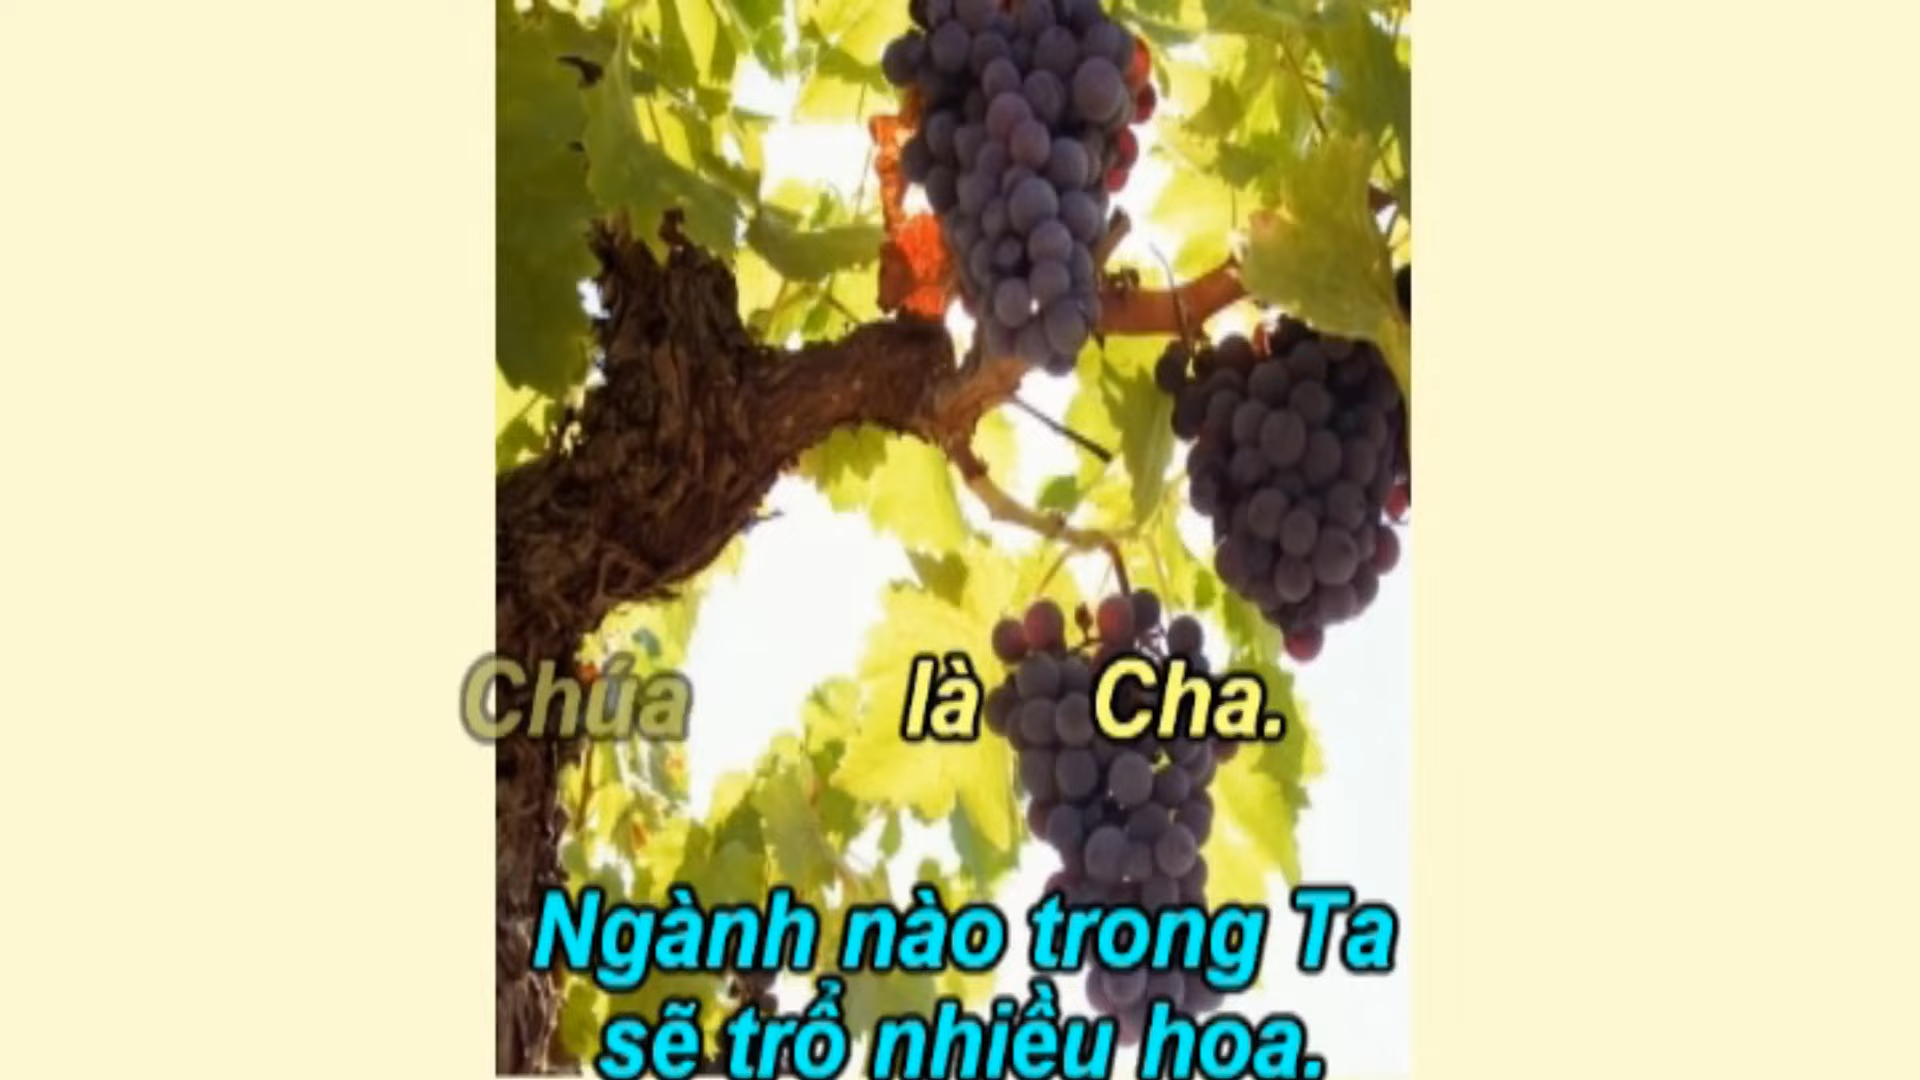 Chúa là Cha.
Ngành nào trong Ta
sẽ trổ nhiều hoa.